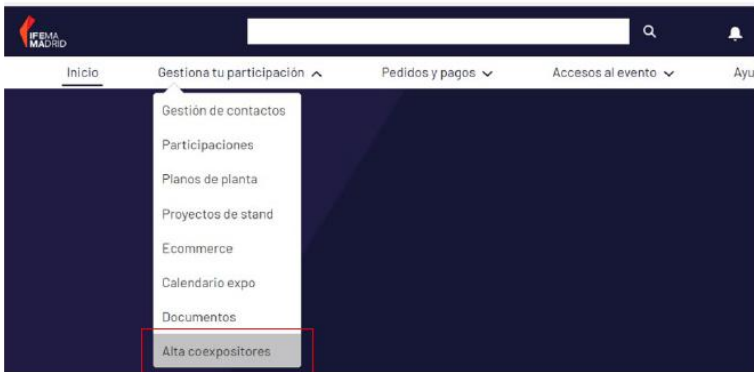 IFEMA
MADRID
Inicio
Gestiona tu participación
Pedidos y pagos
Accesos al evento
Ayu
Gestión de contactos
Participaciones
Planos de planta
Proyectos de stand
Ecommerce
Calendario expo
Documentos
Alta coexpositores